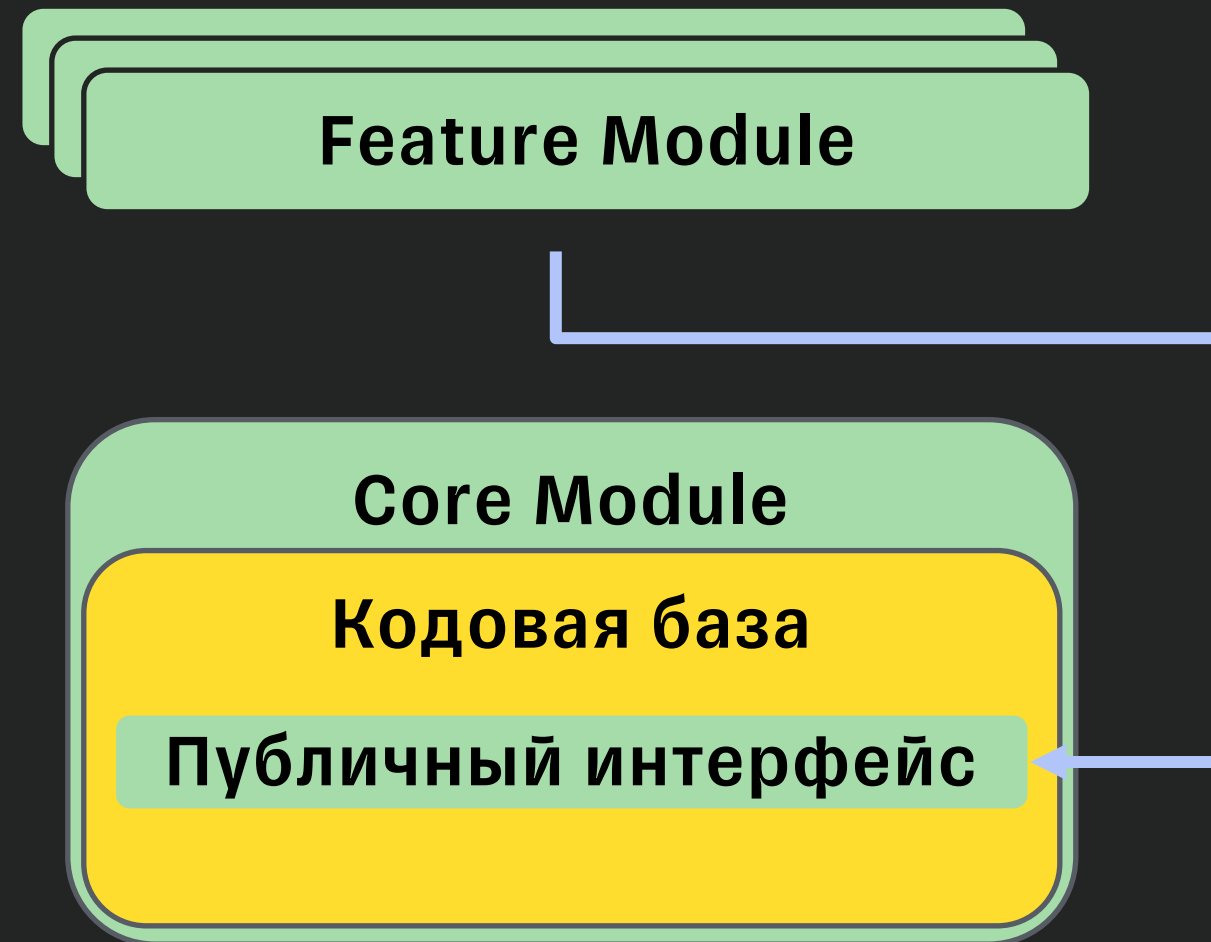 Feature Module
Core Module
Кодовая база
Публичный интерфейс